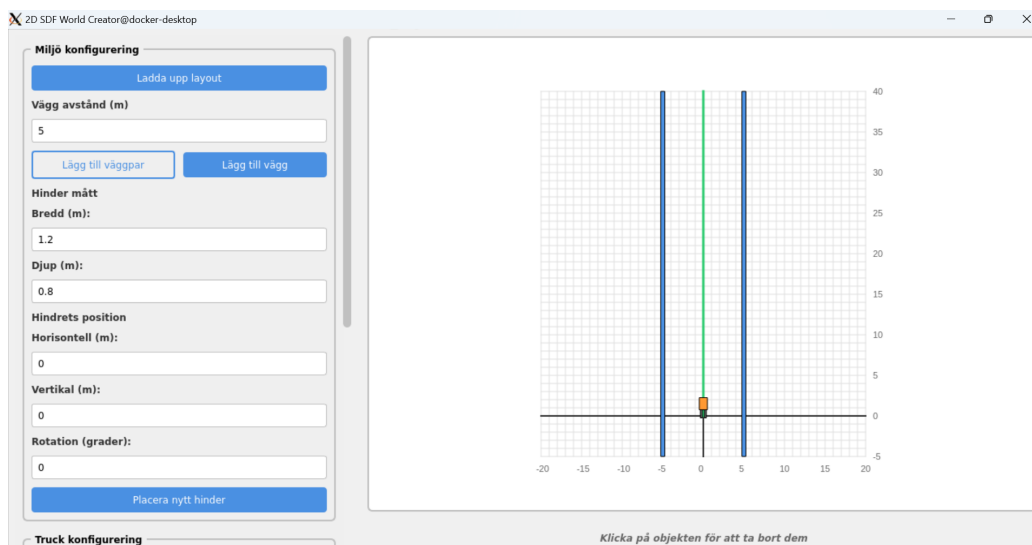 2D SDF World Creator@docker-desktop
Miljö konfigurering
Ladda upp layout
Vägg avstånd (m)
5
Lägg till väggpar
Lägg till vägg
Hinder mått
Bredd (m):
1.2
Djup (m):
0.8
Hindrets position
Horisontell (m):
0
Vertikal (m):
0
Rotation (grader):
0
Placera nytt hinder
Truck konfigurering
40
35
30
25
20
15
10
5
0
-5
-20 -15 -10 -5 0 5 10 15 20
Klicka på objekten för att ta bort dem